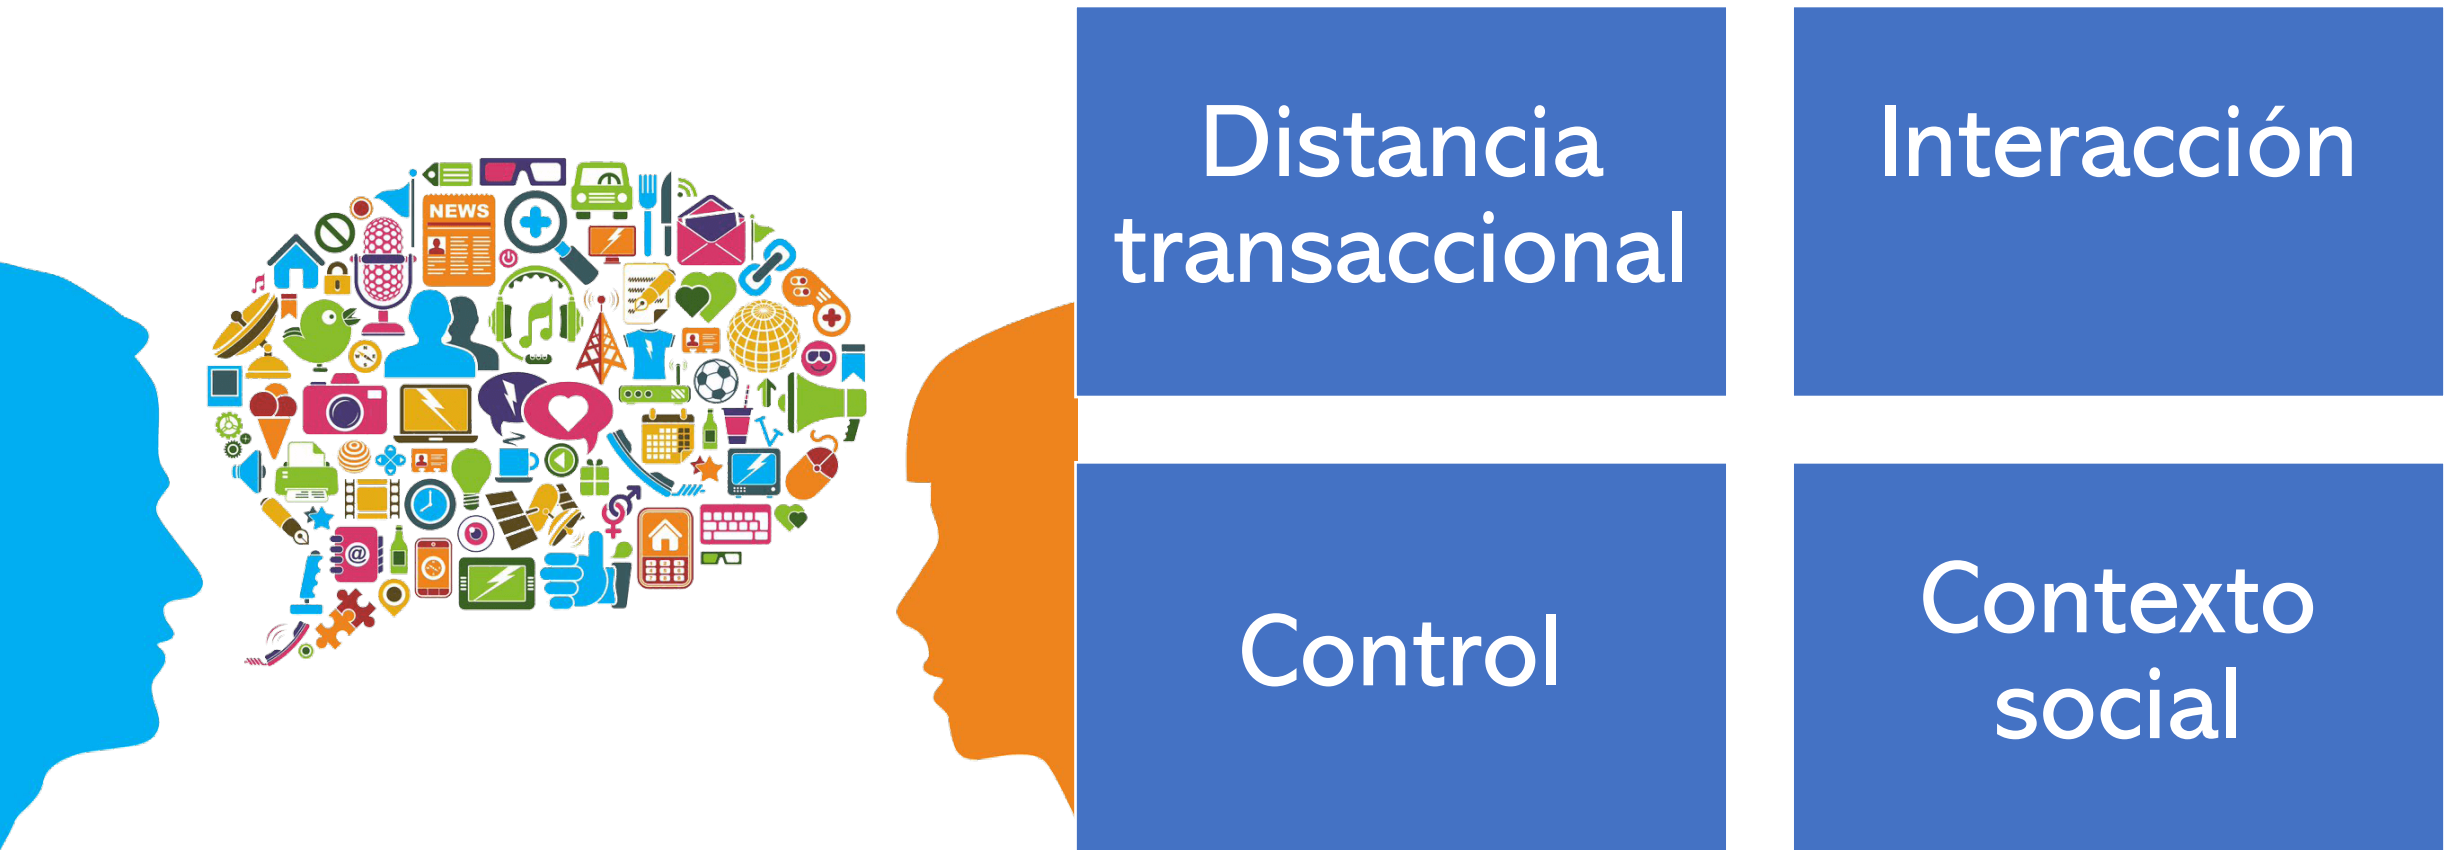 NEWS
Distancia
transaccional
Interacción
Control
Contexto
social
@